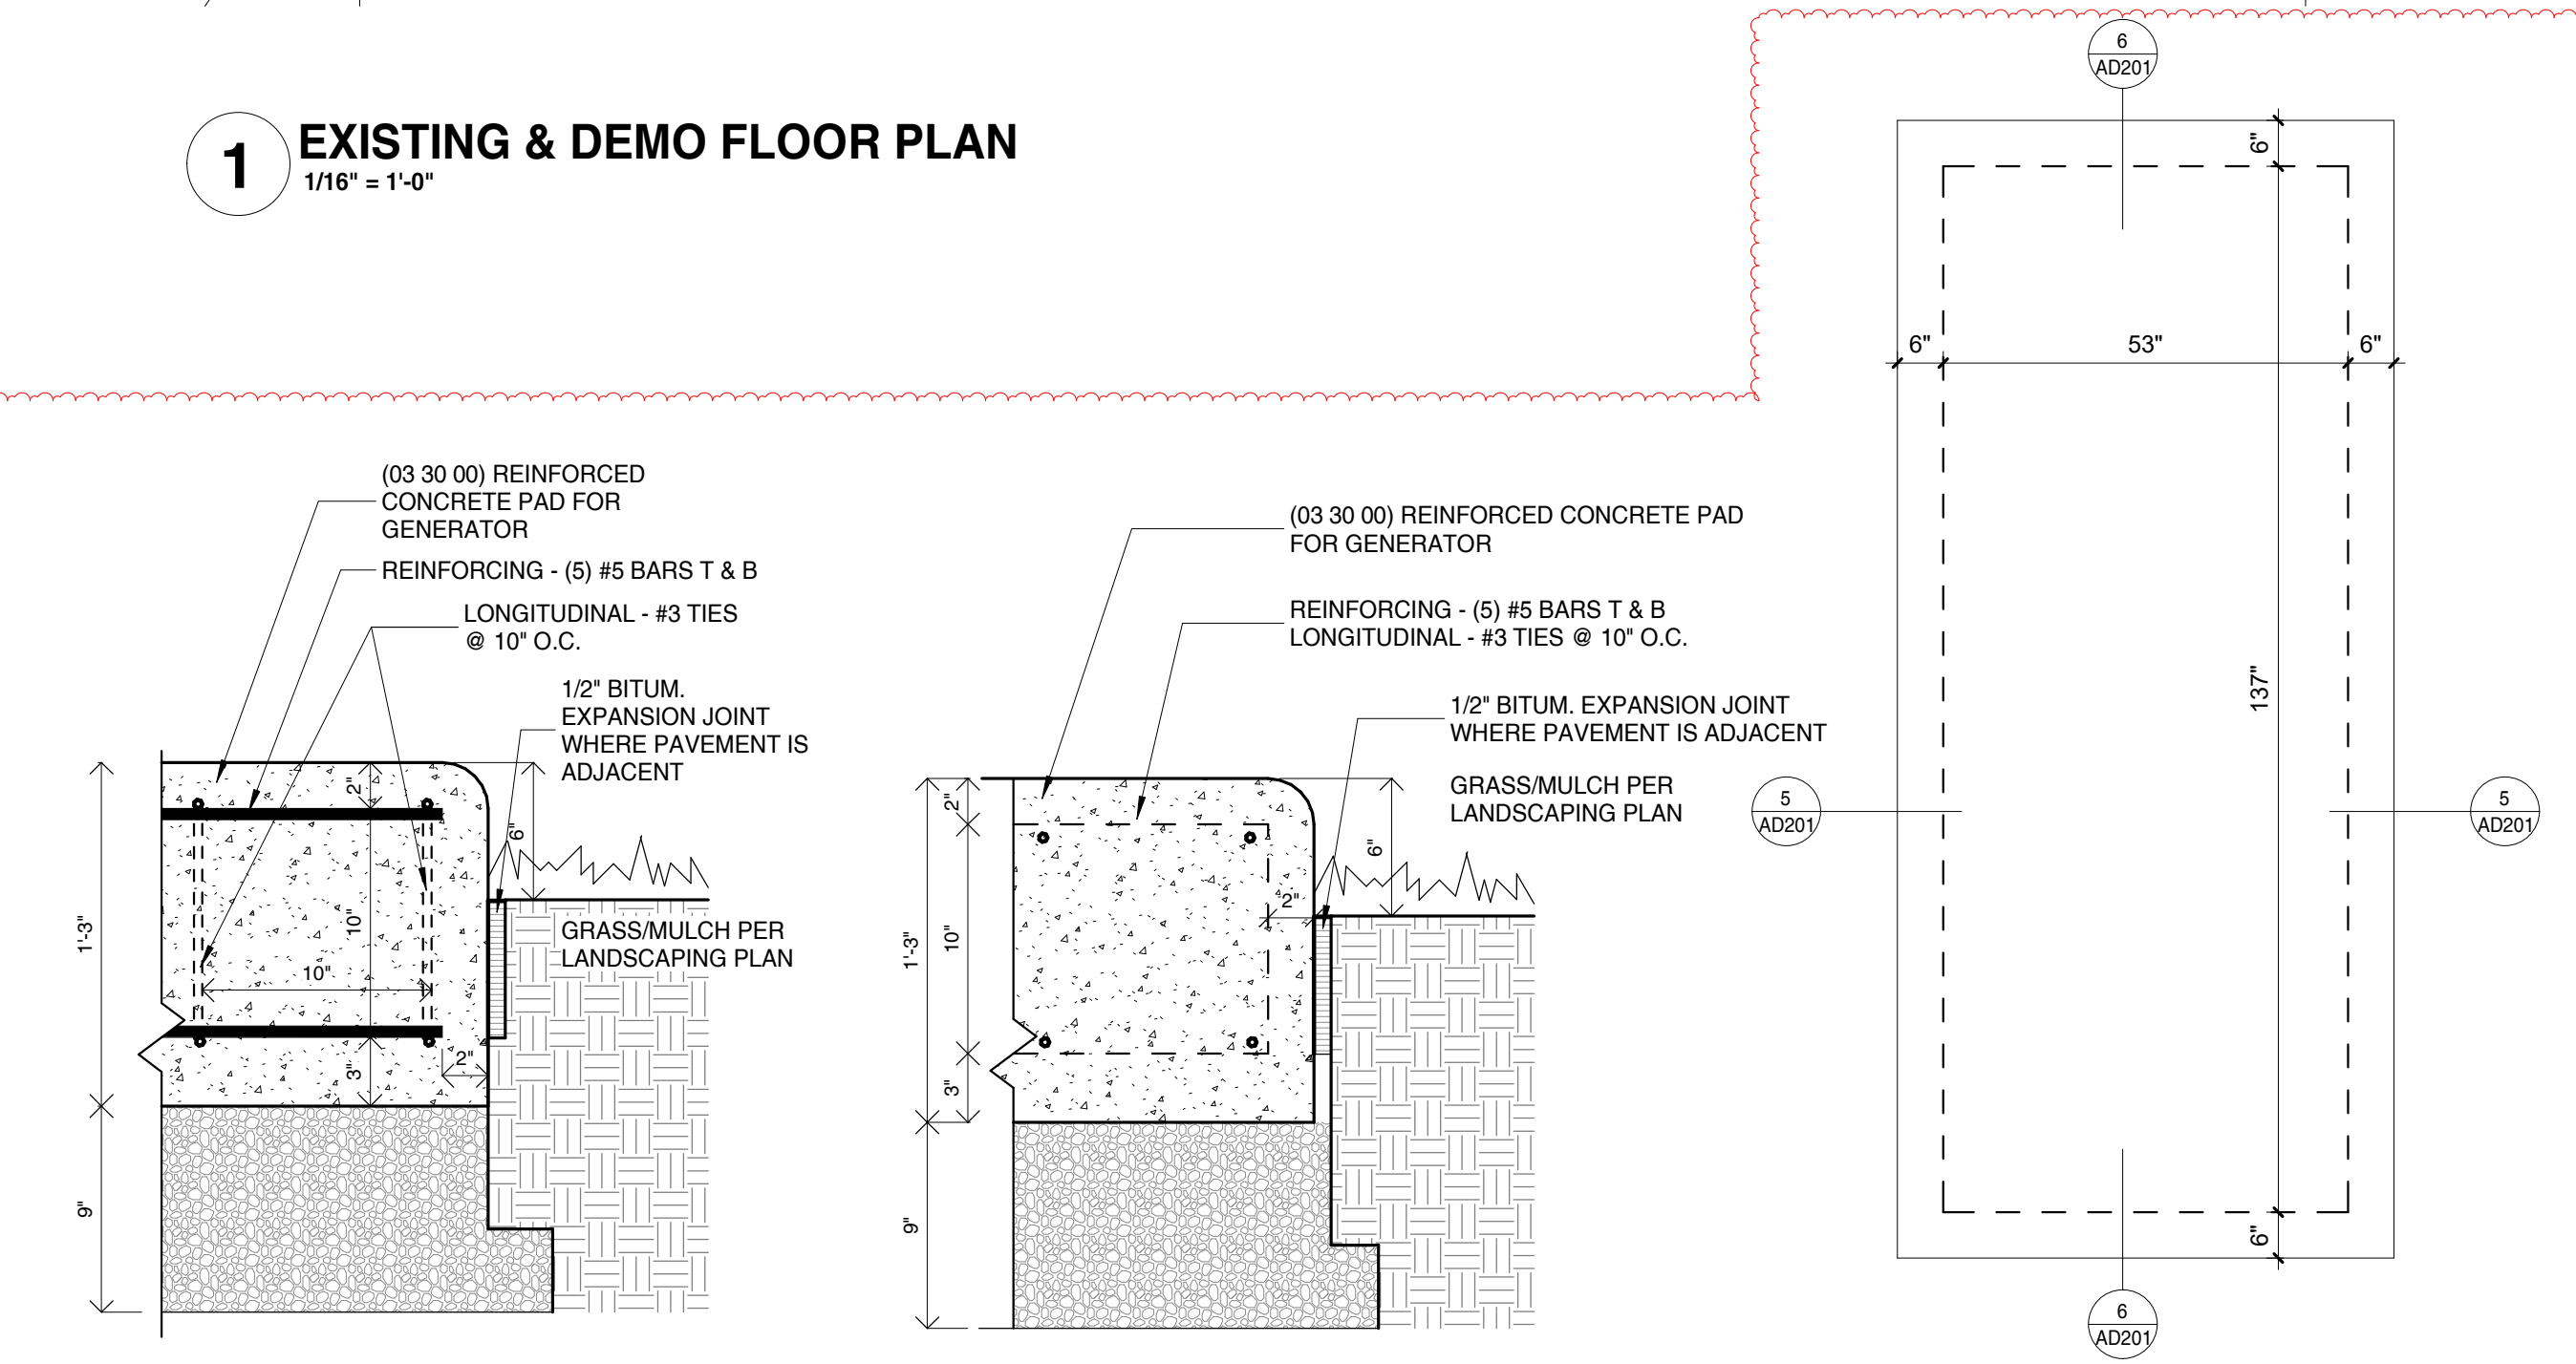 1
EXISTING & DEMO FLOOR PLAN
1/16" = 1'-0"
(03 30 00) REINFORCED
CONCRETE PAD FOR
GENERATOR
REINFORCING - (5) #5 BARS T & B
LONGITUDINAL - #3 TIES
@ 10" O.C.
1/2" BITUM.
EXPANSION JOINT
WHERE PAVEMENT IS
ADJACENT
GRASS/MULCH PER
LANDSCAPING PLAN
1'-3"
9"
2"
10"
10"
3"
2"
6"
(03 30 00) REINFORCED CONCRETE PAD
FOR GENERATOR
REINFORCING - (5) #5 BARS T & B
LONGITUDINAL - #3 TIES @ 10" O.C.
1/2" BITUM. EXPANSION JOINT
WHERE PAVEMENT IS ADJACENT
GRASS/MULCH PER
LANDSCAPING PLAN
1'-3"
9"
2"
10"
3"
2"
6"
6
AD201
6"
6"
53"
6"
137"
5
AD201
5
AD201
6"
6
AD201